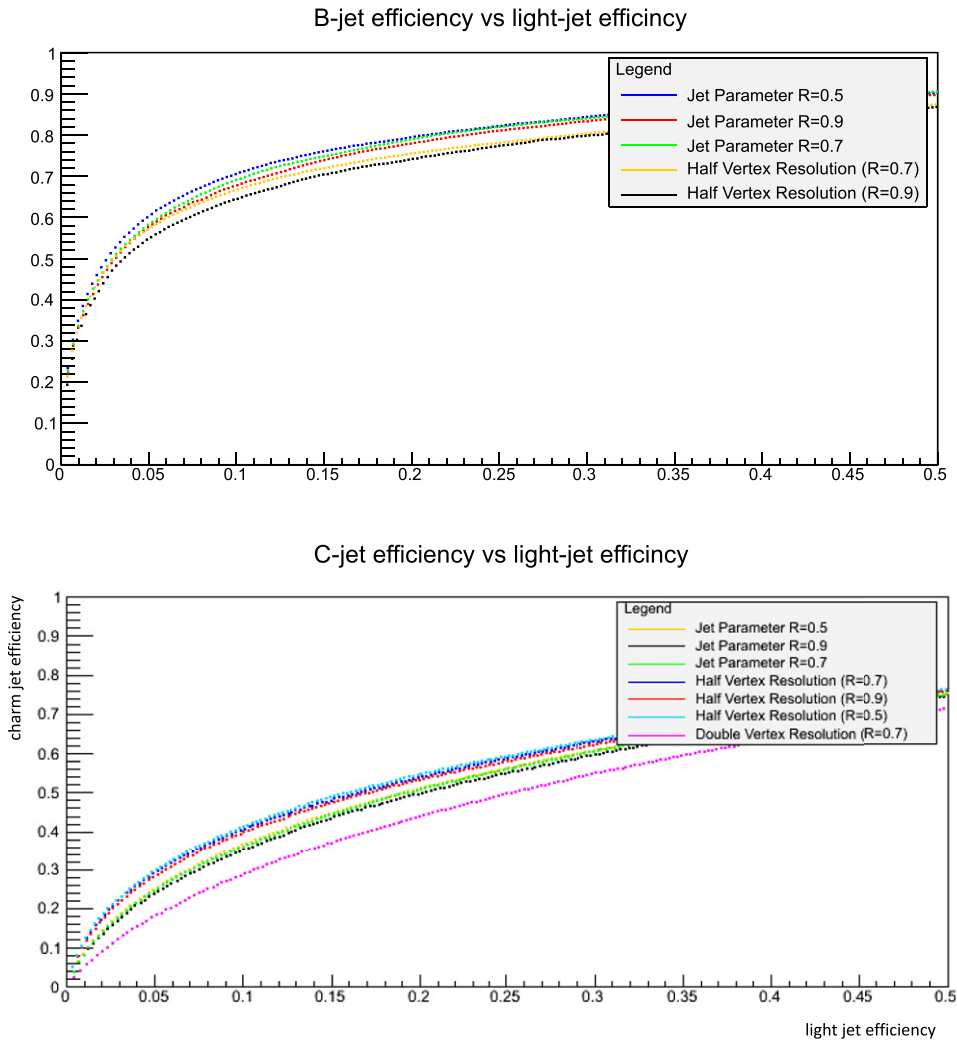 B-jet efficiency vs light-jet efficincy
1
0.9
0.8
0.7
0.6
0.5
0.4
0.3
0.2
0.1
0
0.05
0.1
0.15
0.2
0.25
0.3
0.35
0.4
0.45
0.5
Legend
Jet Parameter R=0.5
Jet Parameter R=0.9
Jet Parameter R=0.7
Half Vertex Resolution (R=0.7)
Half Vertex Resolution (R=0.9)
C-jet efficiency vs light-jet efficincy
charm jet efficiency
1
0.9
0.8
0.7
0.6
0.5
0.4
0.3
0.2
0.1
0
0
0.05
0.1
0.15
0.2
0.25
0.3
0.35
0.4
0.45
0.5
Legend
Jet Parameter R=0.5
Jet Parameter R=0.9
Jet Parameter R=0.7
Half Vertex Resolution (R=0.7)
Half Vertex Resolution (R=0.9)
Half Vertex Resolution (R=0.5)
Double Vertex Resolution (R=0.7)
light jet efficiency